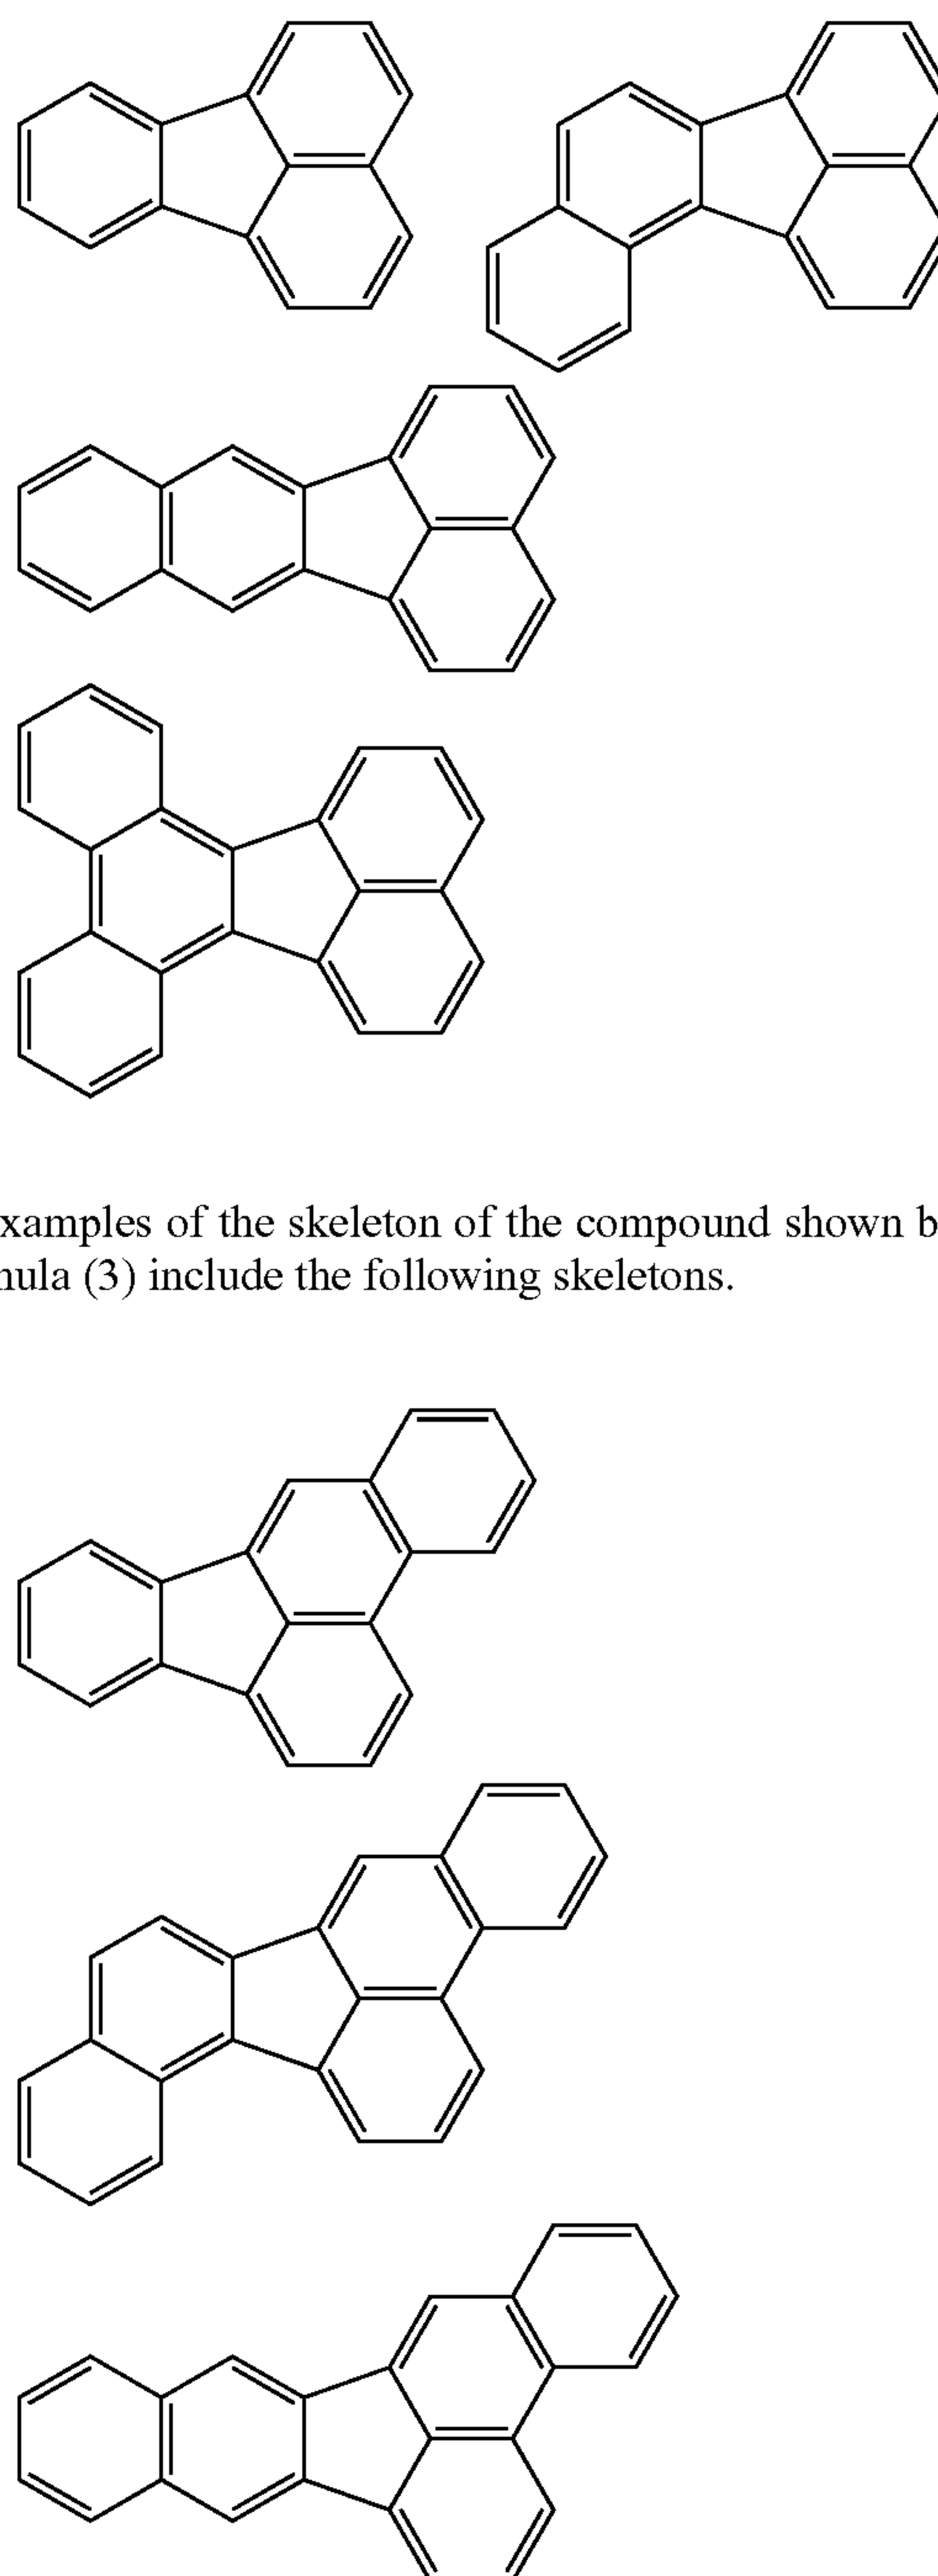 xamples of the skeleton of the compound shown b
nula (3) include the following skeletons.